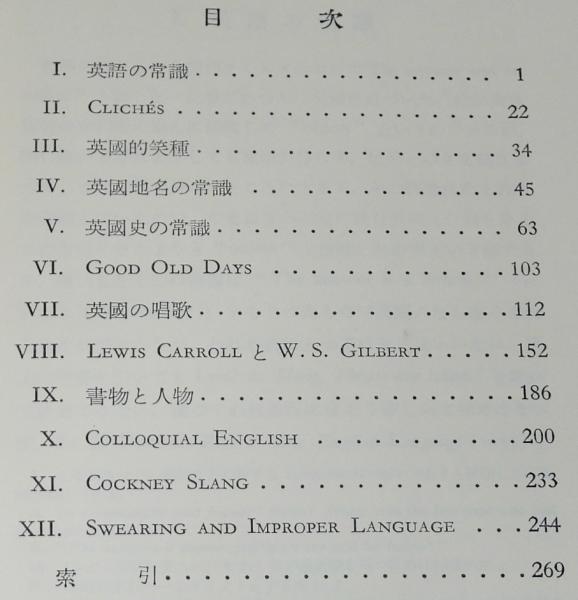 目 次
I. 英語の常識 . . . . . . . . . . . . . . . . 1
II. CLICHÉS . . . . . . . . . . . . . . . . . 22
III. 英國的笑種 . . . . . . . . . . . . . . . . 34
IV. 英國地名の常識 . . . . . . . . . . . . . 45
V. 英國史の常識 . . . . . . . . . . . . . . . 63
VI. GOOD OLD DAYS . . . . . . . . . . . . . 103
VII. 英國の唱歌 . . . . . . . . . . . . . . . . 112
VIII. LEWIS CARROLL と W. S. GILBERT . . . . . 152
IX. 書物と人物 . . . . . . . . . . . . . . . . 186
X. COLLOQUIAL ENGLISH . . . . . . . . . . 200
XI. COCKNEY SLANG . . . . . . . . . . . . . 233
XII. SWEARING AND IMPROPER LANGUAGE . . . 244
索 引 . . . . . . . . . . . . . . . . . . 269